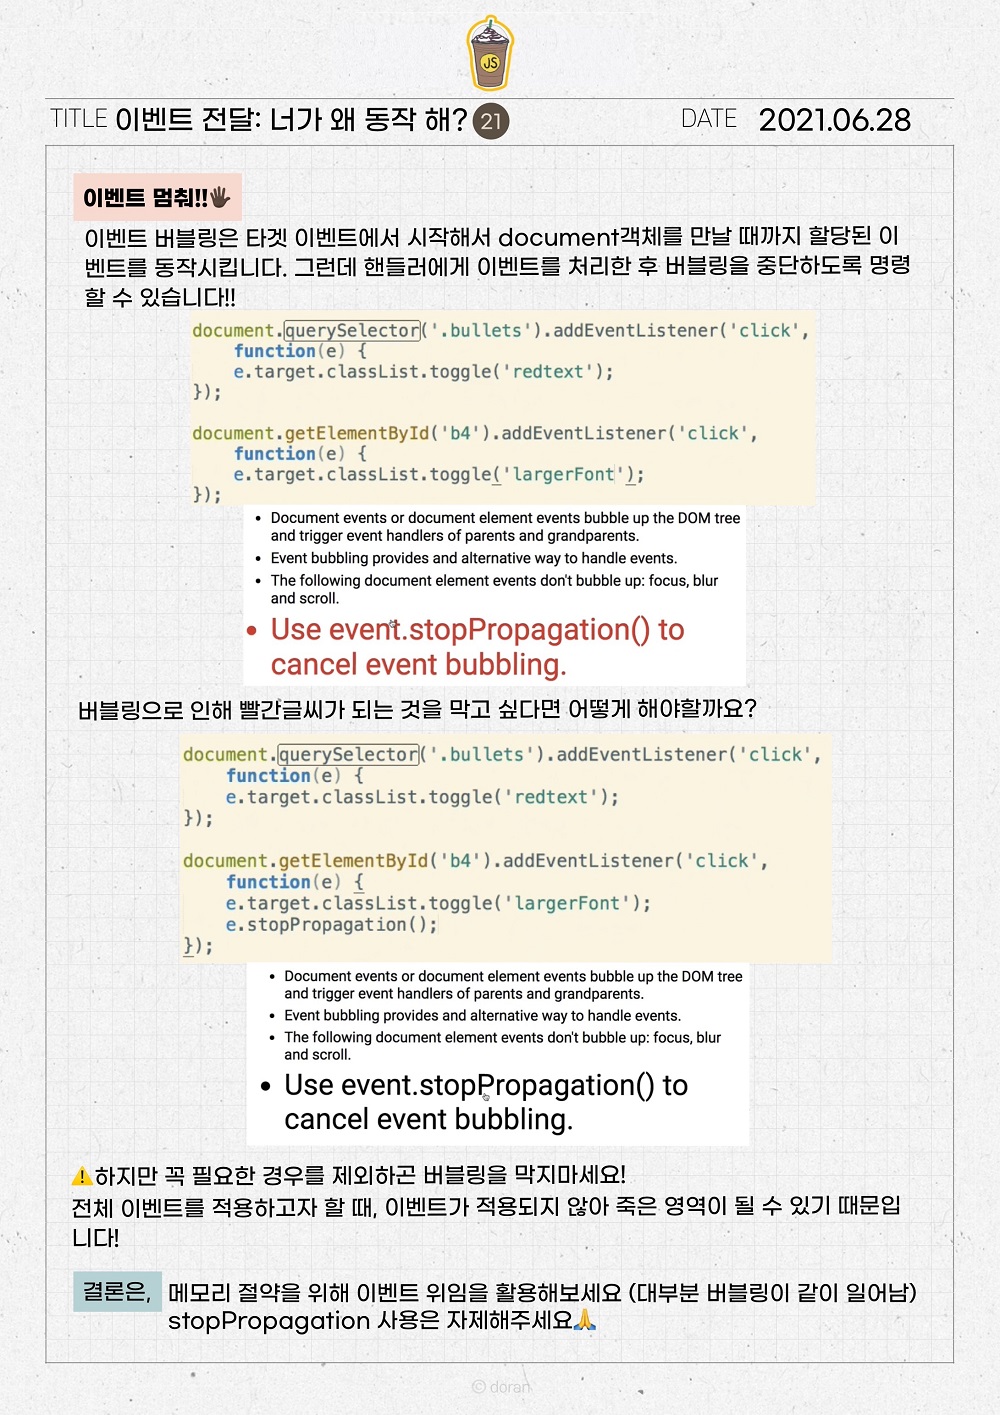 JS
TITLE 이벤트 전달: 너가 왜 동작 해? 21 DATE 2021.06.28
이벤트 멈춰!!🖐🏿
이벤트 버블링은 타겟 이벤트에서 시작해서 document객체를 만날 때까지 할당된 이
벤트를 동작시킵니다. 그런데 핸들러에게 이벤트를 처리한 후 버블링을 중단하도록 명령
할 수 있습니다!!
document.querySelector('.bullets').addEventListener('click',
    function(e) {
    e.target.classList.toggle('redtext');
});
document.getElementById('b4').addEventListener('click',
    function(e) {
    e.target.classList.toggle('largerFont');
});
• Document events or document element events bubble up the DOM tree
and trigger event handlers of parents and grandparents.
• Event bubbling provides and alternative way to handle events.
• The following document element events don't bubble up: focus, blur
and scroll.
• Use event.stopPropagation() to
cancel event bubbling.
버블링으로 인해 빨간글씨가 되는 것을 막고 싶다면 어떻게 해야할까요?
document.querySelector('.bullets').addEventListener('click',
    function(e) {
    e.target.classList.toggle('redtext');
});
document.getElementById('b4').addEventListener('click',
    function(e) {
    e.target.classList.toggle('largerFont');
    e.stopPropagation();
});
• Document events or document element events bubble up the DOM tree
and trigger event handlers of parents and grandparents.
• Event bubbling provides and alternative way to handle events.
• The following document element events don't bubble up: focus, blur
and scroll.
• Use event.stopPropagation() to
cancel event bubbling.
⚠️하지만 꼭 필요한 경우를 제외하곤 버블링을 막지마세요!
전체 이벤트를 적용하고자 할 때, 이벤트가 적용되지 않아 죽은 영역이 될 수 있기 때문입
니다!
결론은, 메모리 절약을 위해 이벤트 위임을 활용해보세요 (대부분 버블링이 같이 일어남)
stopPropagation 사용은 자제해주세요🙏
© doran